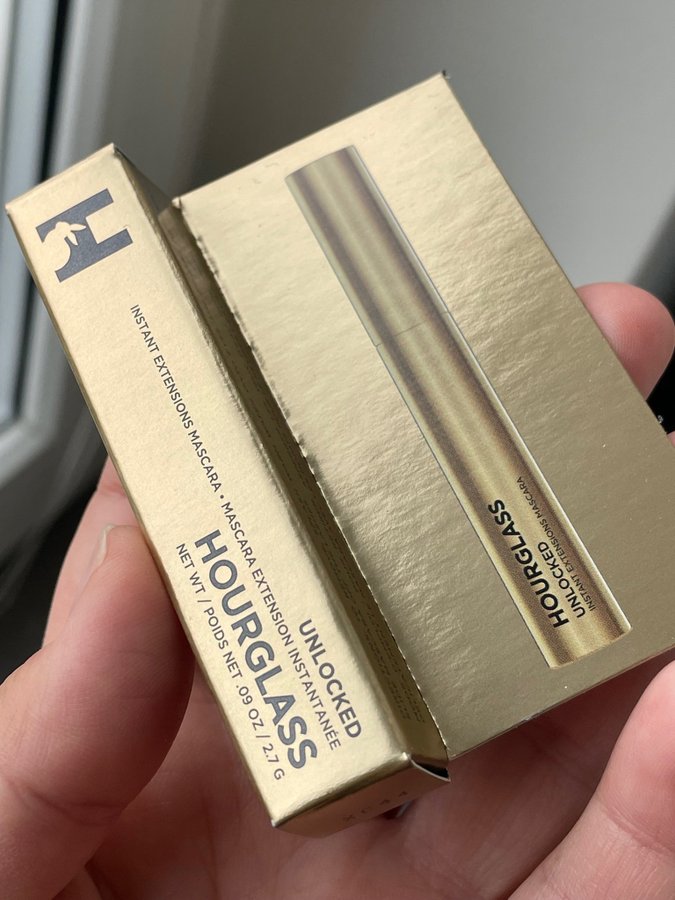 H
INSTANT EXTENSIONS MASCARA • MASCARA EXTENSION INSTANTANÉE
UNLOCKED
HOURGLASS
NET WT / POIDS NET .09 OZ / 2.7 G
HOURGLASS
UNLOCKED
INSTANT EXTENSIONS MASCARA